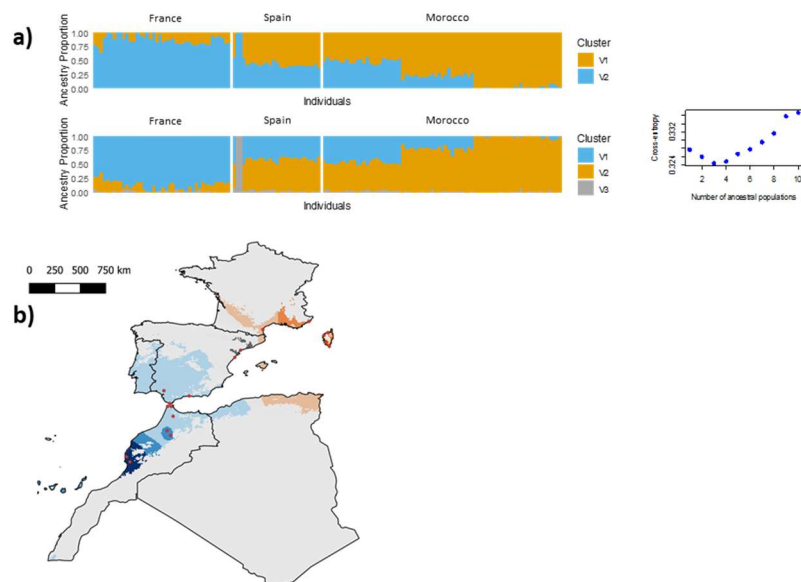 a)
France Spain Morocco
Ancestry Proportion
1.00
0.75
0.50
0.25
0.00
Individuals
Cluster
V1
V2
France Spain Morocco
Ancestry Proportion
1.00
0.75
0.50
0.25
0.00
Individuals
Cluster
V1
V2
V3
Cross-entropy
0.332
0.324
2 4 6 8 10
Number of ancestral populations
0 250 500 750 km
b)